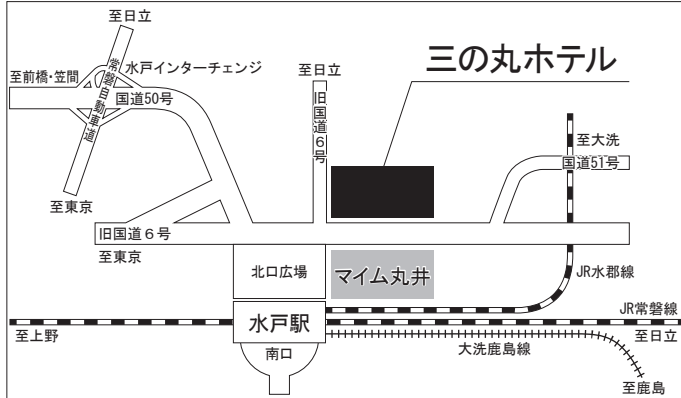 至日立
至前橋・笠間
水戸インターチェンジ
国道50号
常磐自動車道
至東京
至日立
旧国道6号
三の丸ホテル
至大洗
国道51号
旧国道６号
至東京
北口広場
マイム丸井
JR水郡線
水戸駅
JR常磐線
至上野
至日立
南口
大洗鹿島線
至鹿島